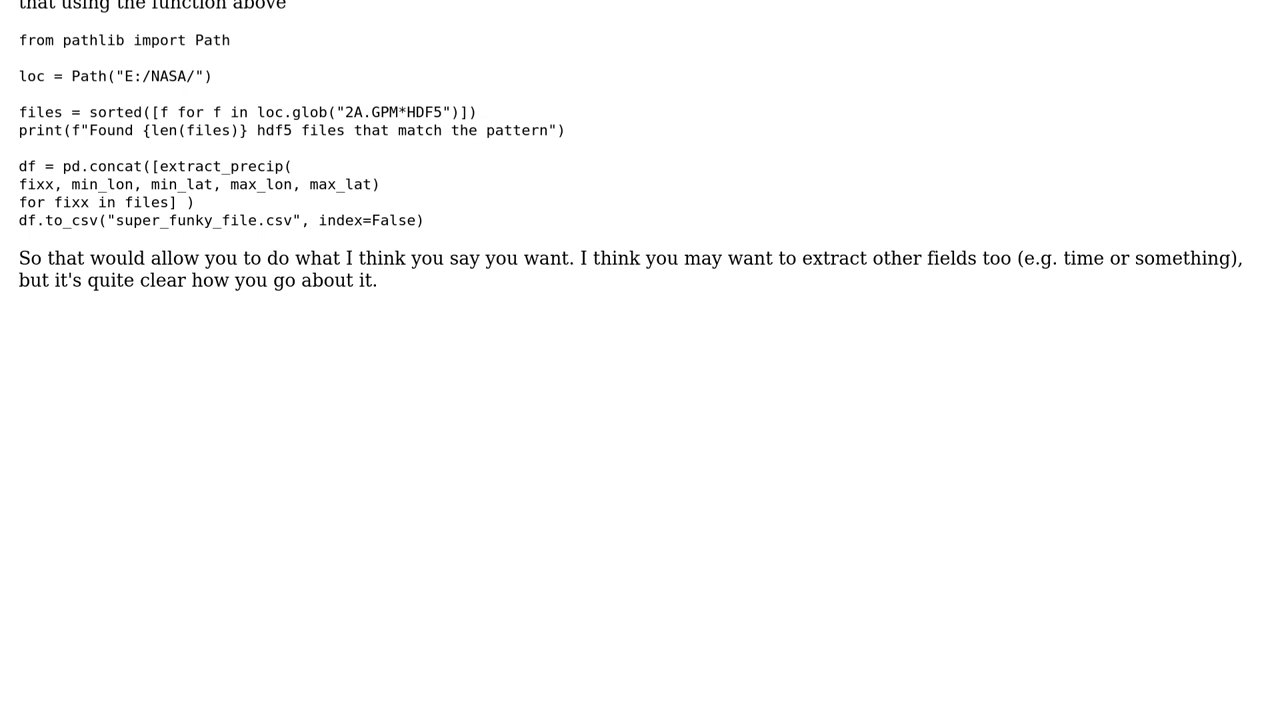 that using the function above
from pathlib import Path
loc = Path("E:/NASA/")
files = sorted([f for f in loc.glob("2A.GPM*HDF5")])
print(f"Found {len(files)} hdf5 files that match the pattern")
df = pd.concat([extract_precip(
fixx, min_lon, min_lat, max_lon, max_lat)
for fixx in files] )
df.to_csv("super_funky_file.csv", index=False)
So that would allow you to do what I think you say you want. I think you may want to extract other fields too (e.g. time or something),
but it's quite clear how you go about it.